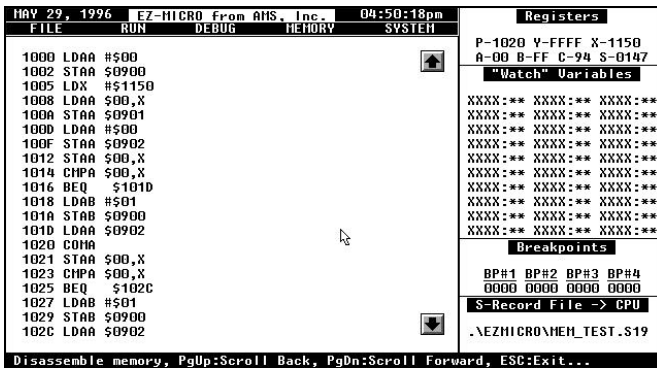 MAY 29, 1996 EZ-MICRO from AMS, Inc. 04:50:18pm
FILE RUN DEBUG MEMORY SYSTEM
1000 LDAA #$00
1002 STAA $0900
1005 LDX #$1150
1008 LDAA $00,X
100A STAA $0901
100D LDAA #$00
100F STAA $0902
1012 STAA $00,X
1014 CMPA $00,X
1016 BEQ $101D
1018 LDAB #$01
101A STAB $0900
101D LDAA $0902
1020 COMA
1021 STAA $00,X
1023 CMPA $00,X
1025 BEQ $102C
1027 LDAB #$01
1029 STAB $0900
102C LDAA $0902
Registers
P-1020 Y-FFFF X-1150
A-00 B-FF C-94 S-0147
"Watch" Variables
XXXX:** XXXX:** XXXX:**
XXXX:** XXXX:** XXXX:**
XXXX:** XXXX:** XXXX:**
XXXX:** XXXX:** XXXX:**
XXXX:** XXXX:** XXXX:**
XXXX:** XXXX:** XXXX:**
XXXX:** XXXX:** XXXX:**
XXXX:** XXXX:** XXXX:**
XXXX:** XXXX:** XXXX:**
XXXX:** XXXX:** XXXX:**
Breakpoints
BP#1 BP#2 BP#3 BP#4
0000 0000 0000 0000
S-Record File -> CPU
.\EZMICRO\MEM_TEST.S19
Disassemble memory, PgUp:Scroll Back, PgDn:Scroll Forward, ESC:Exit...